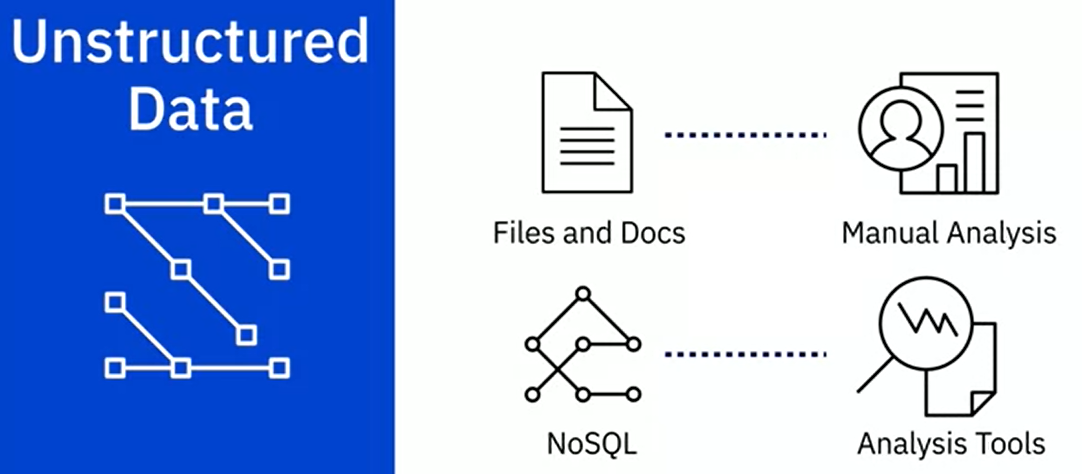 Unstructured
Data
Files and Docs
Manual Analysis
NoSQL
Analysis Tools